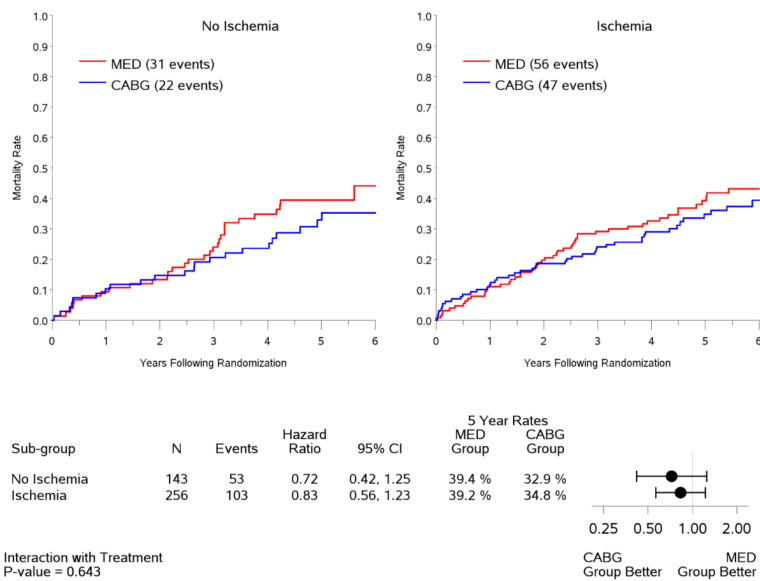 No Ischemia
MED (31 events)
CABG (22 events)
Mortality Rate
1.0
0.9
0.8
0.7
0.6
0.5
0.4
0.3
0.2
0.1
0.0
0 1 2 3 4 5 6
Years Following Randomization
Ischemia
MED (56 events)
CABG (47 events)
Mortality Rate
1.0
0.9
0.8
0.7
0.6
0.5
0.4
0.3
0.2
0.1
0.0
0 1 2 3 4 5 6
Years Following Randomization
5 Year Rates
Sub-group N Events Hazard Ratio 95% CI MED Group CABG Group
No Ischemia 143 53 0.72 0.42, 1.25 39.4 % 32.9 %
Ischemia 256 103 0.83 0.56, 1.23 39.2 % 34.8 %
0.25 0.50 1.00 2.00
CABG Group Better MED Group Better
Interaction with Treatment
P-value = 0.643